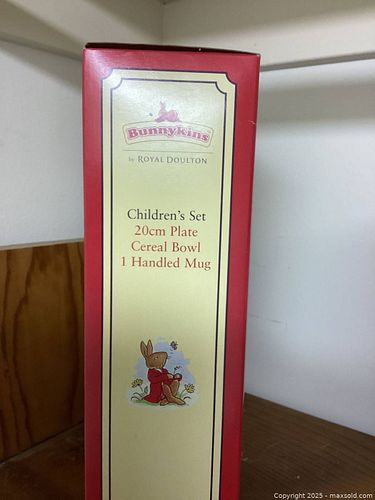 Bunnykins
by ROYAL DOULTON
Children's Set
20cm Plate
Cereal Bowl
1 Handled Mug
Copyright 2025 - maxsold.com